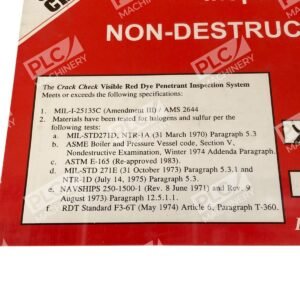 NON-DESTRUC
The Crack Check Visible Red Dye Penetrant Inspection System
Meets or exceeds the following specifications:
1. MIL-I-25135C (Amendment III) / AMS 2644
2. Materials have been tested for halogens and sulfur per the
following tests:
a. MIL-STD271D, NTR-1A (31 March 1970) Paragraph 5.3
b. ASME Boiler and Pressure Vessel code, Section V,
Nondestructive Examination, Winter 1974 Addenda Paragraph.
c. ASTM E-165 (Re-approved 1983).
d. MIL-STD 271E (31 October 1973) Paragraph 5.3.1 and
NTR-1D (July 14, 1975) Paragraph 5.3.
e. NAVSHIPS 250-1500-1 (Rev. 8 June 1971) and Rev. 9
August 1973) Paragraph 12.5.1.1.
f. RDT Standard F3-6T (May 1974) Article 6, Paragraph T-360.
PLC MACHINERY